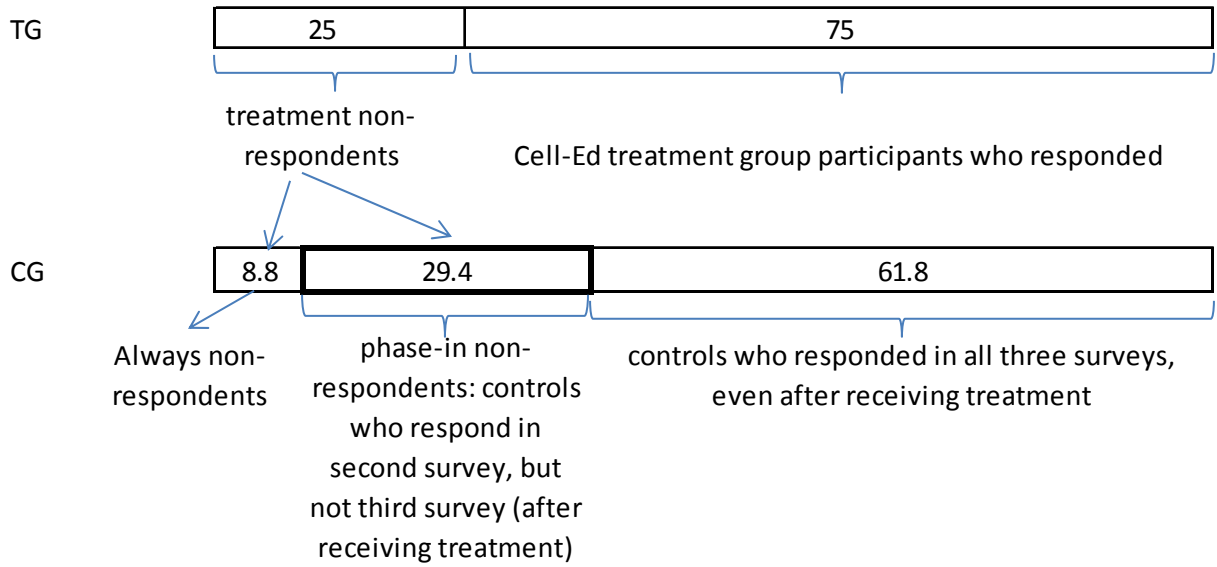 TG
25
75
treatment non-
respondents
Cell-Ed treatment group participants who responded
CG
8.8
29.4
61.8
Always non-
respondents
phase-in non-
respondents: controls
who respond in
second survey, but
not third survey (after
receiving treatment)
controls who responded in all three surveys,
even after receiving treatment